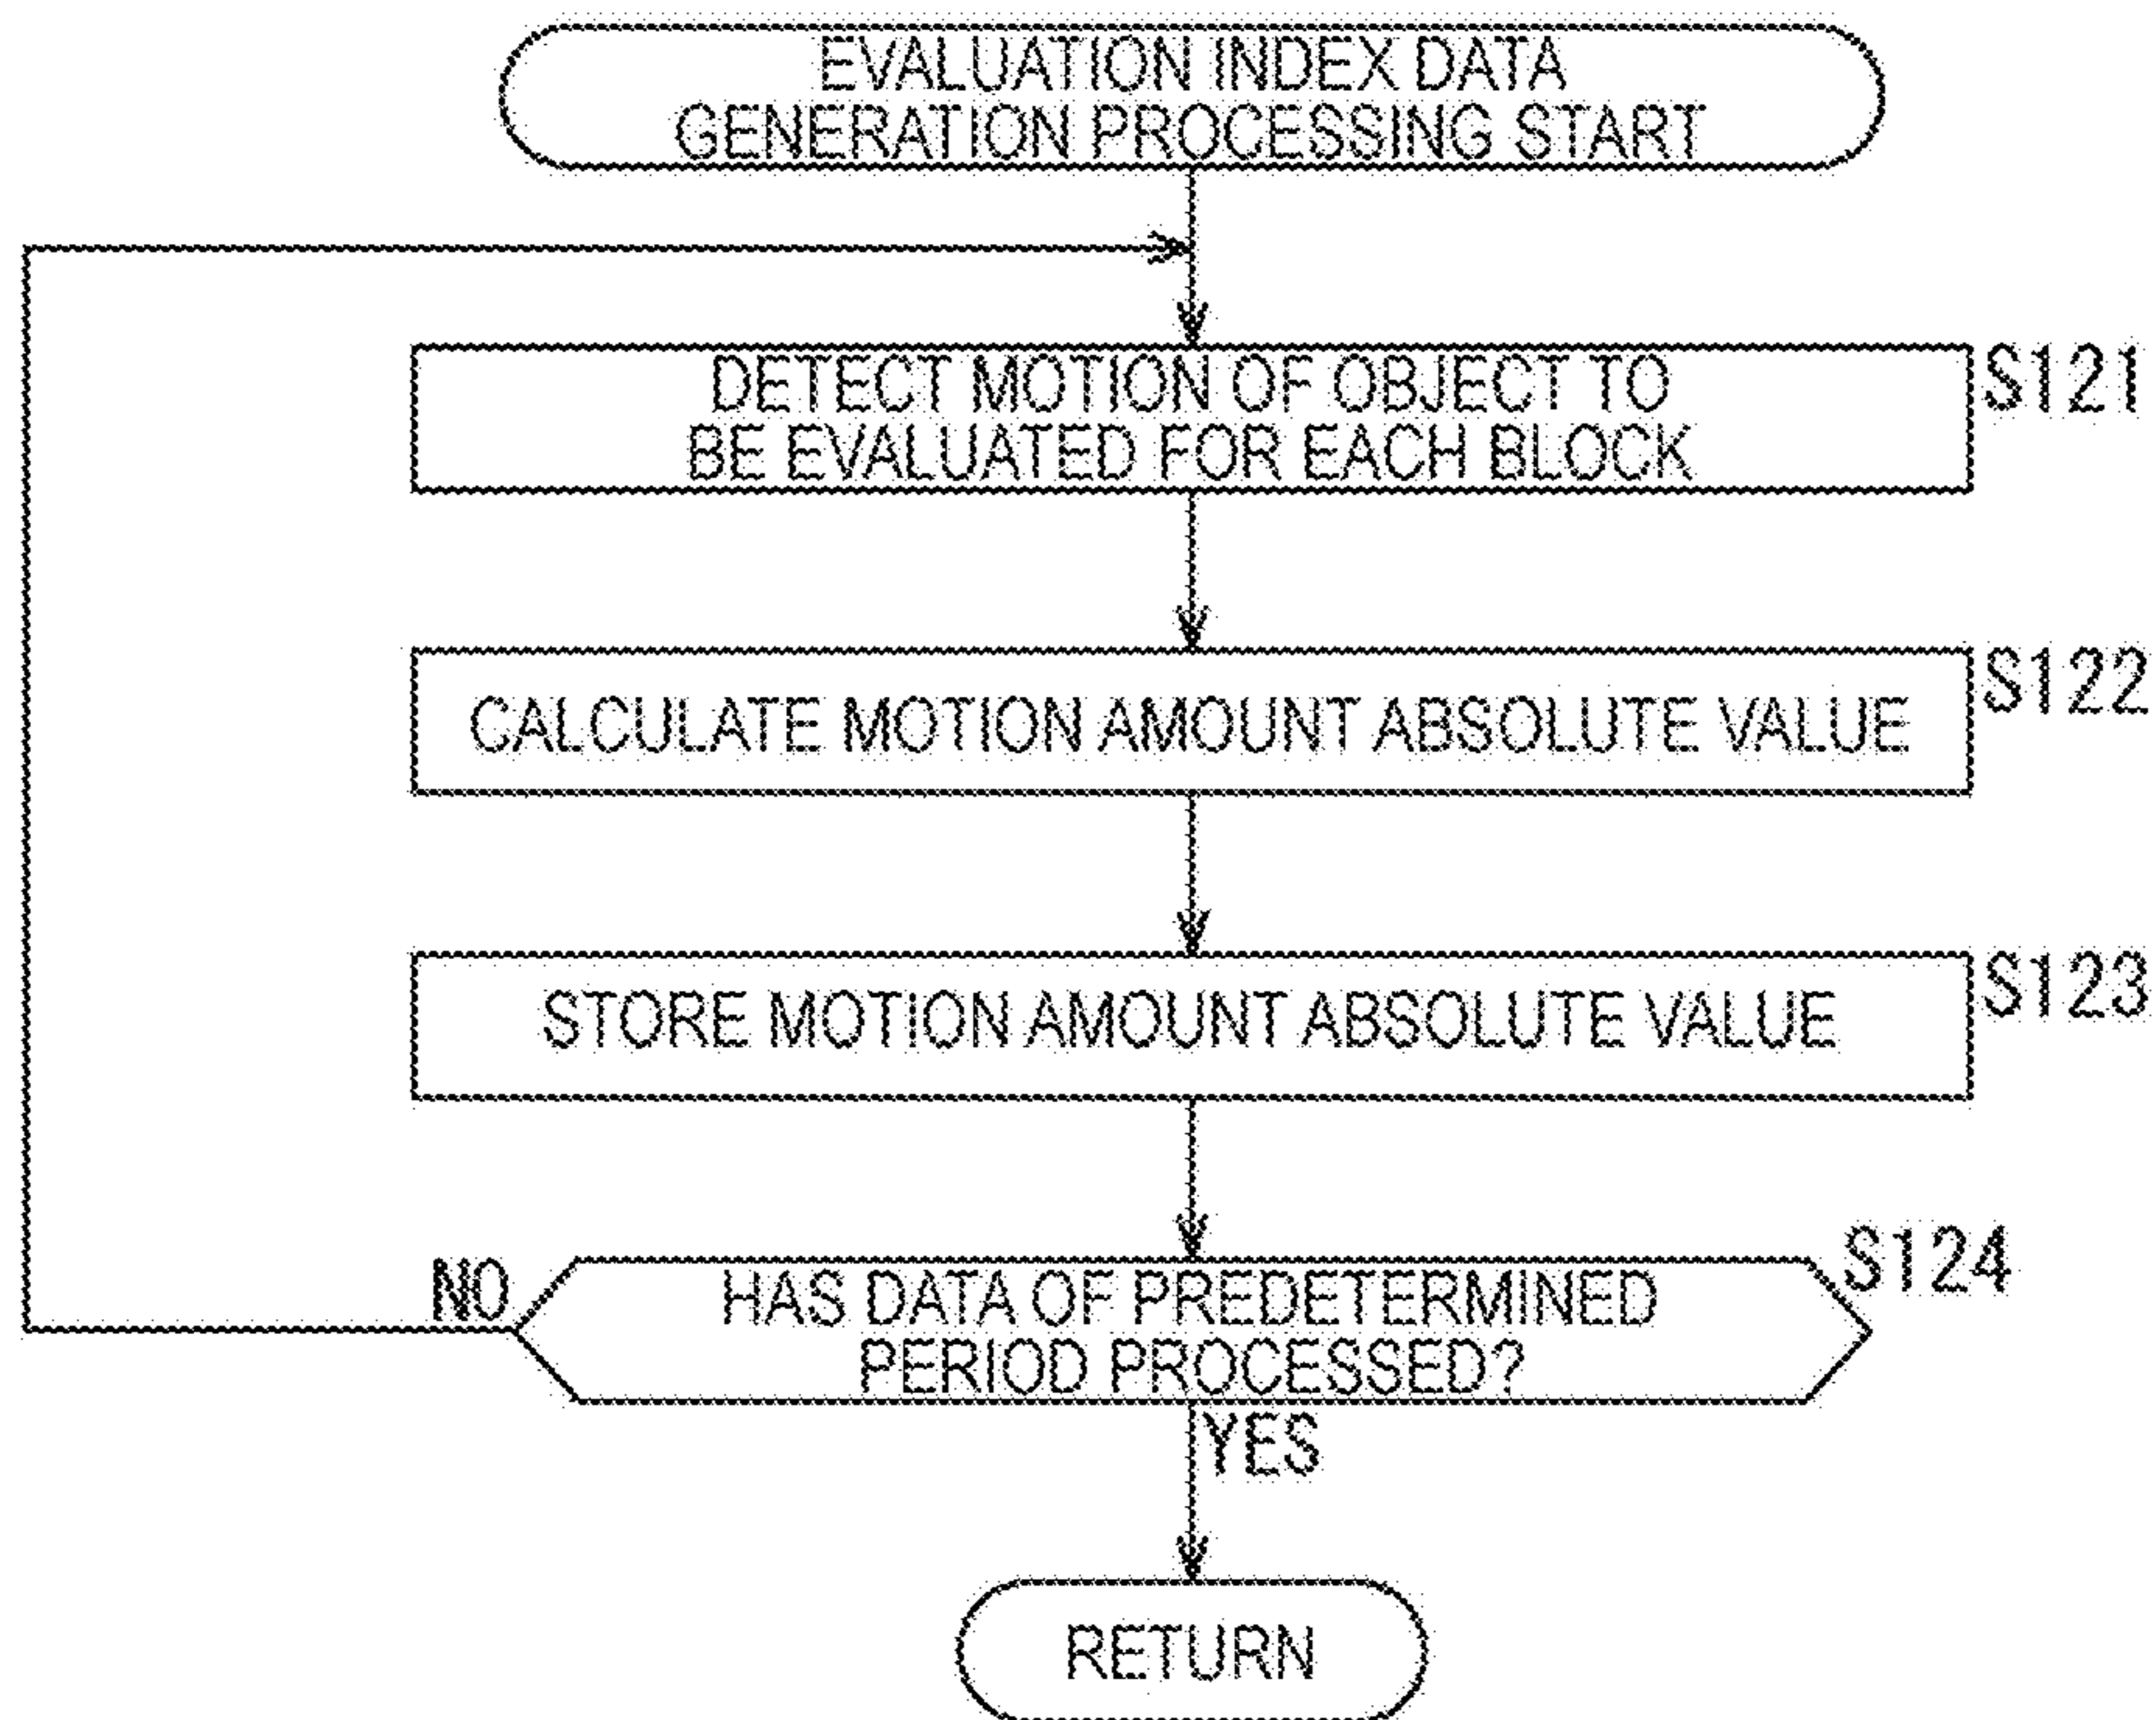 EVALUATION INDEX DATA
GENERATION PROCESSING START
DETECT MOTION OF OBJECT TO
BE EVALUATED FOR EACH BLOCK
S121
CALCULATE MOTION AMOUNT ABSOLUTE VALUE
S122
STORE MOTION AMOUNT ABSOLUTE VALUE
S123
HAS DATA OF PREDETERMINED
PERIOD PROCESSED?
S124
NO
YES
RETURN